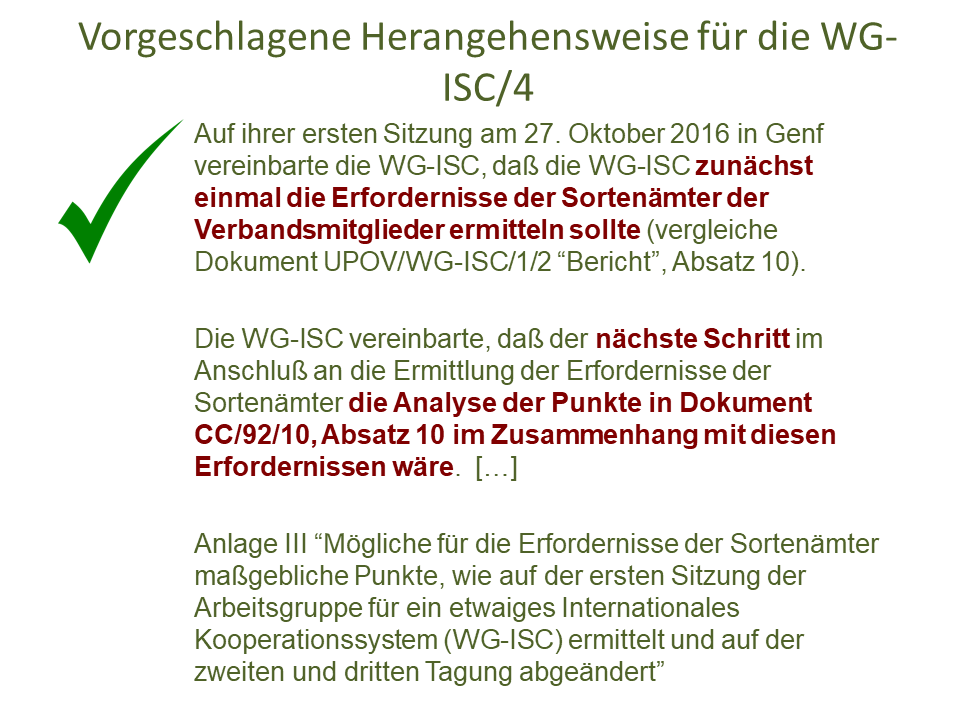 Vorgeschlagene Herangehensweise für die WG-
ISC/4
Auf ihrer ersten Sitzung am 27. Oktober 2016 in Genf
vereinbarte die WG-ISC, daß die WG-ISC zunächst
einmal die Erfordernisse der Sortenämter der
Verbandsmitglieder ermitteln sollte (vergleiche
Dokument UPOV/WG-ISC/1/2 “Bericht”, Absatz 10).
Die WG-ISC vereinbarte, daß der nächste Schritt im
Anschluß an die Ermittlung der Erfordernisse der
Sortenämter die Analyse der Punkte in Dokument
CC/92/10, Absatz 10 im Zusammenhang mit diesen
Erfordernissen wäre. […]
Anlage III “Mögliche für die Erfordernisse der Sortenämter
maßgebliche Punkte, wie auf der ersten Sitzung der
Arbeitsgruppe für ein etwaiges Internationales
Kooperationssystem (WG-ISC) ermittelt und auf der
zweiten und dritten Tagung abgeändert”